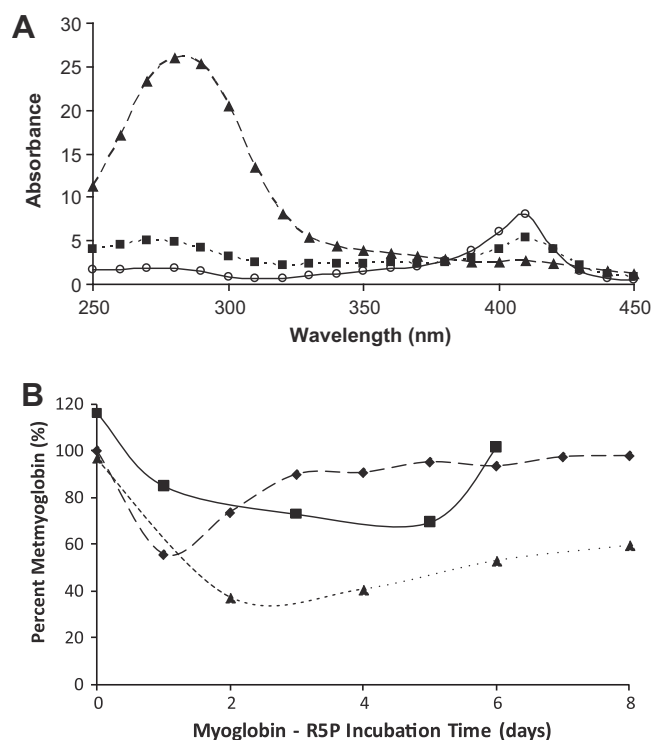 A
30
25
20
15
10
5
0
Absorbance
250 300 350 400 450
Wavelength (nm)
B
120
100
80
60
40
20
0
Percent Metmyoglobin (%)
0 2 4 6 8
Myoglobin - R5P Incubation Time (days)